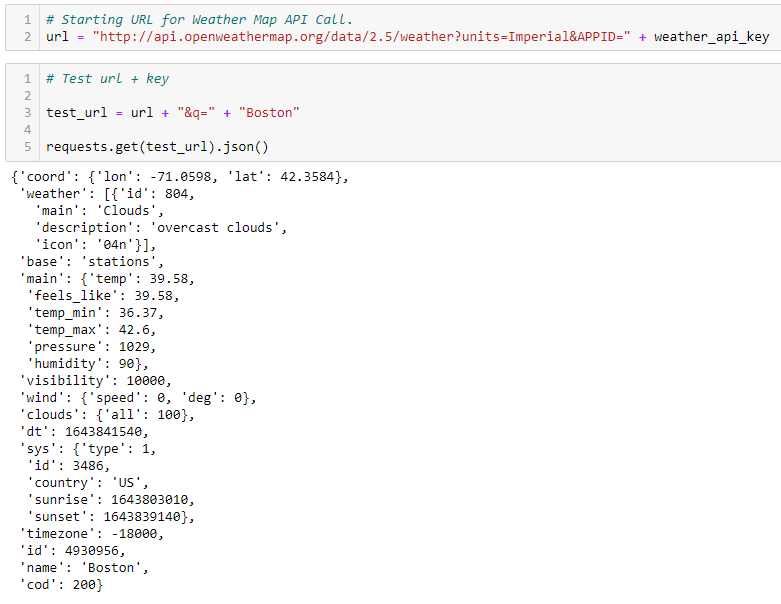 1 # Starting URL for Weather Map API Call.
2 url = "http://api.openweathermap.org/data/2.5/weather?units=Imperial&APPID=" + weather_api_key
1 # Test url + key
2
3 test_url = url + "&q=" + "Boston"
4
5 requests.get(test_url).json()
{'coord': {'lon': -71.0598, 'lat': 42.3584},
 'weather': [{'id': 804,
   'main': 'Clouds',
   'description': 'overcast clouds',
   'icon': '04n'}],
 'base': 'stations',
 'main': {'temp': 39.58,
  'feels_like': 39.58,
  'temp_min': 36.37,
  'temp_max': 42.6,
  'pressure': 1029,
  'humidity': 90},
 'visibility': 10000,
 'wind': {'speed': 0, 'deg': 0},
 'clouds': {'all': 100},
 'dt': 1643841540,
 'sys': {'type': 1,
  'id': 3486,
  'country': 'US',
  'sunrise': 1643803010,
  'sunset': 1643839140},
 'timezone': -18000,
 'id': 4930956,
 'name': 'Boston',
 'cod': 200}